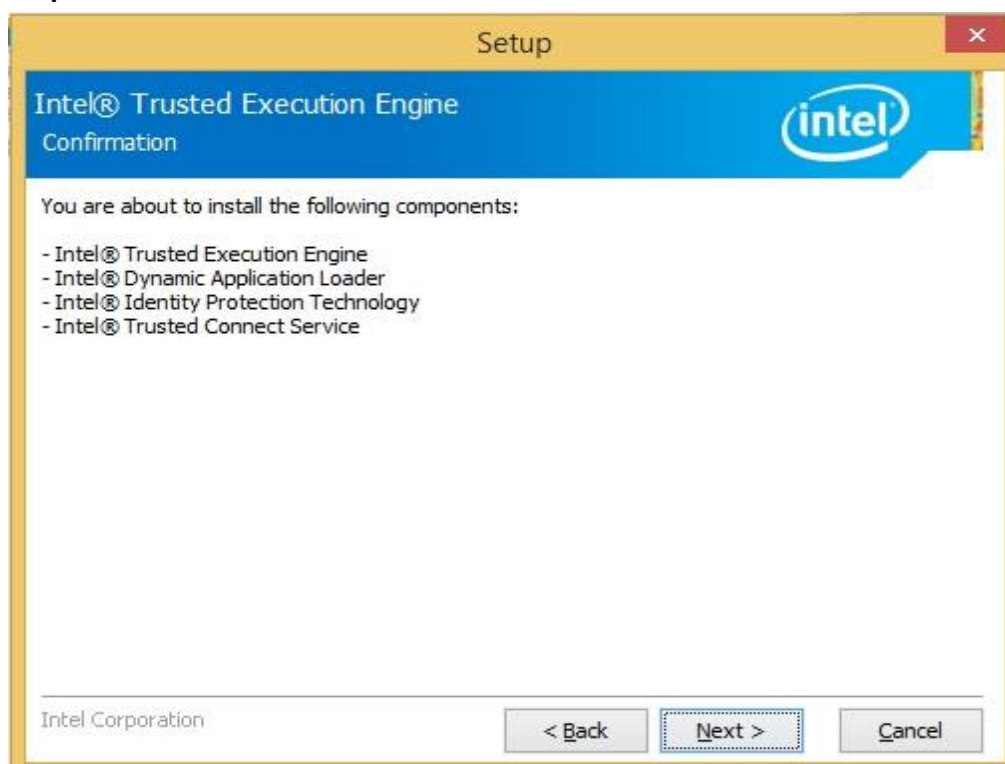 Setup
Intel® Trusted Execution Engine
Confirmation
intel
You are about to install the following components:
- Intel® Trusted Execution Engine
- Intel® Dynamic Application Loader
- Intel® Identity Protection Technology
- Intel® Trusted Connect Service
Intel Corporation
< Back
Next >
Cancel